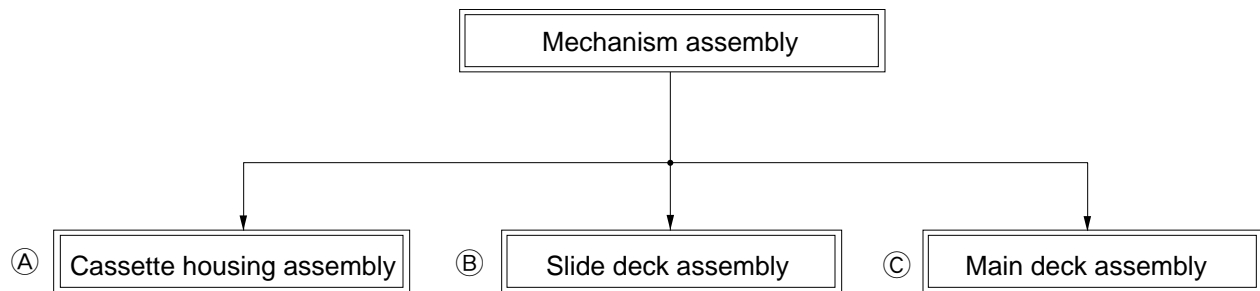 Mechanism assembly
Ⓐ Cassette housing assembly
Ⓑ Slide deck assembly
Ⓒ Main deck assembly